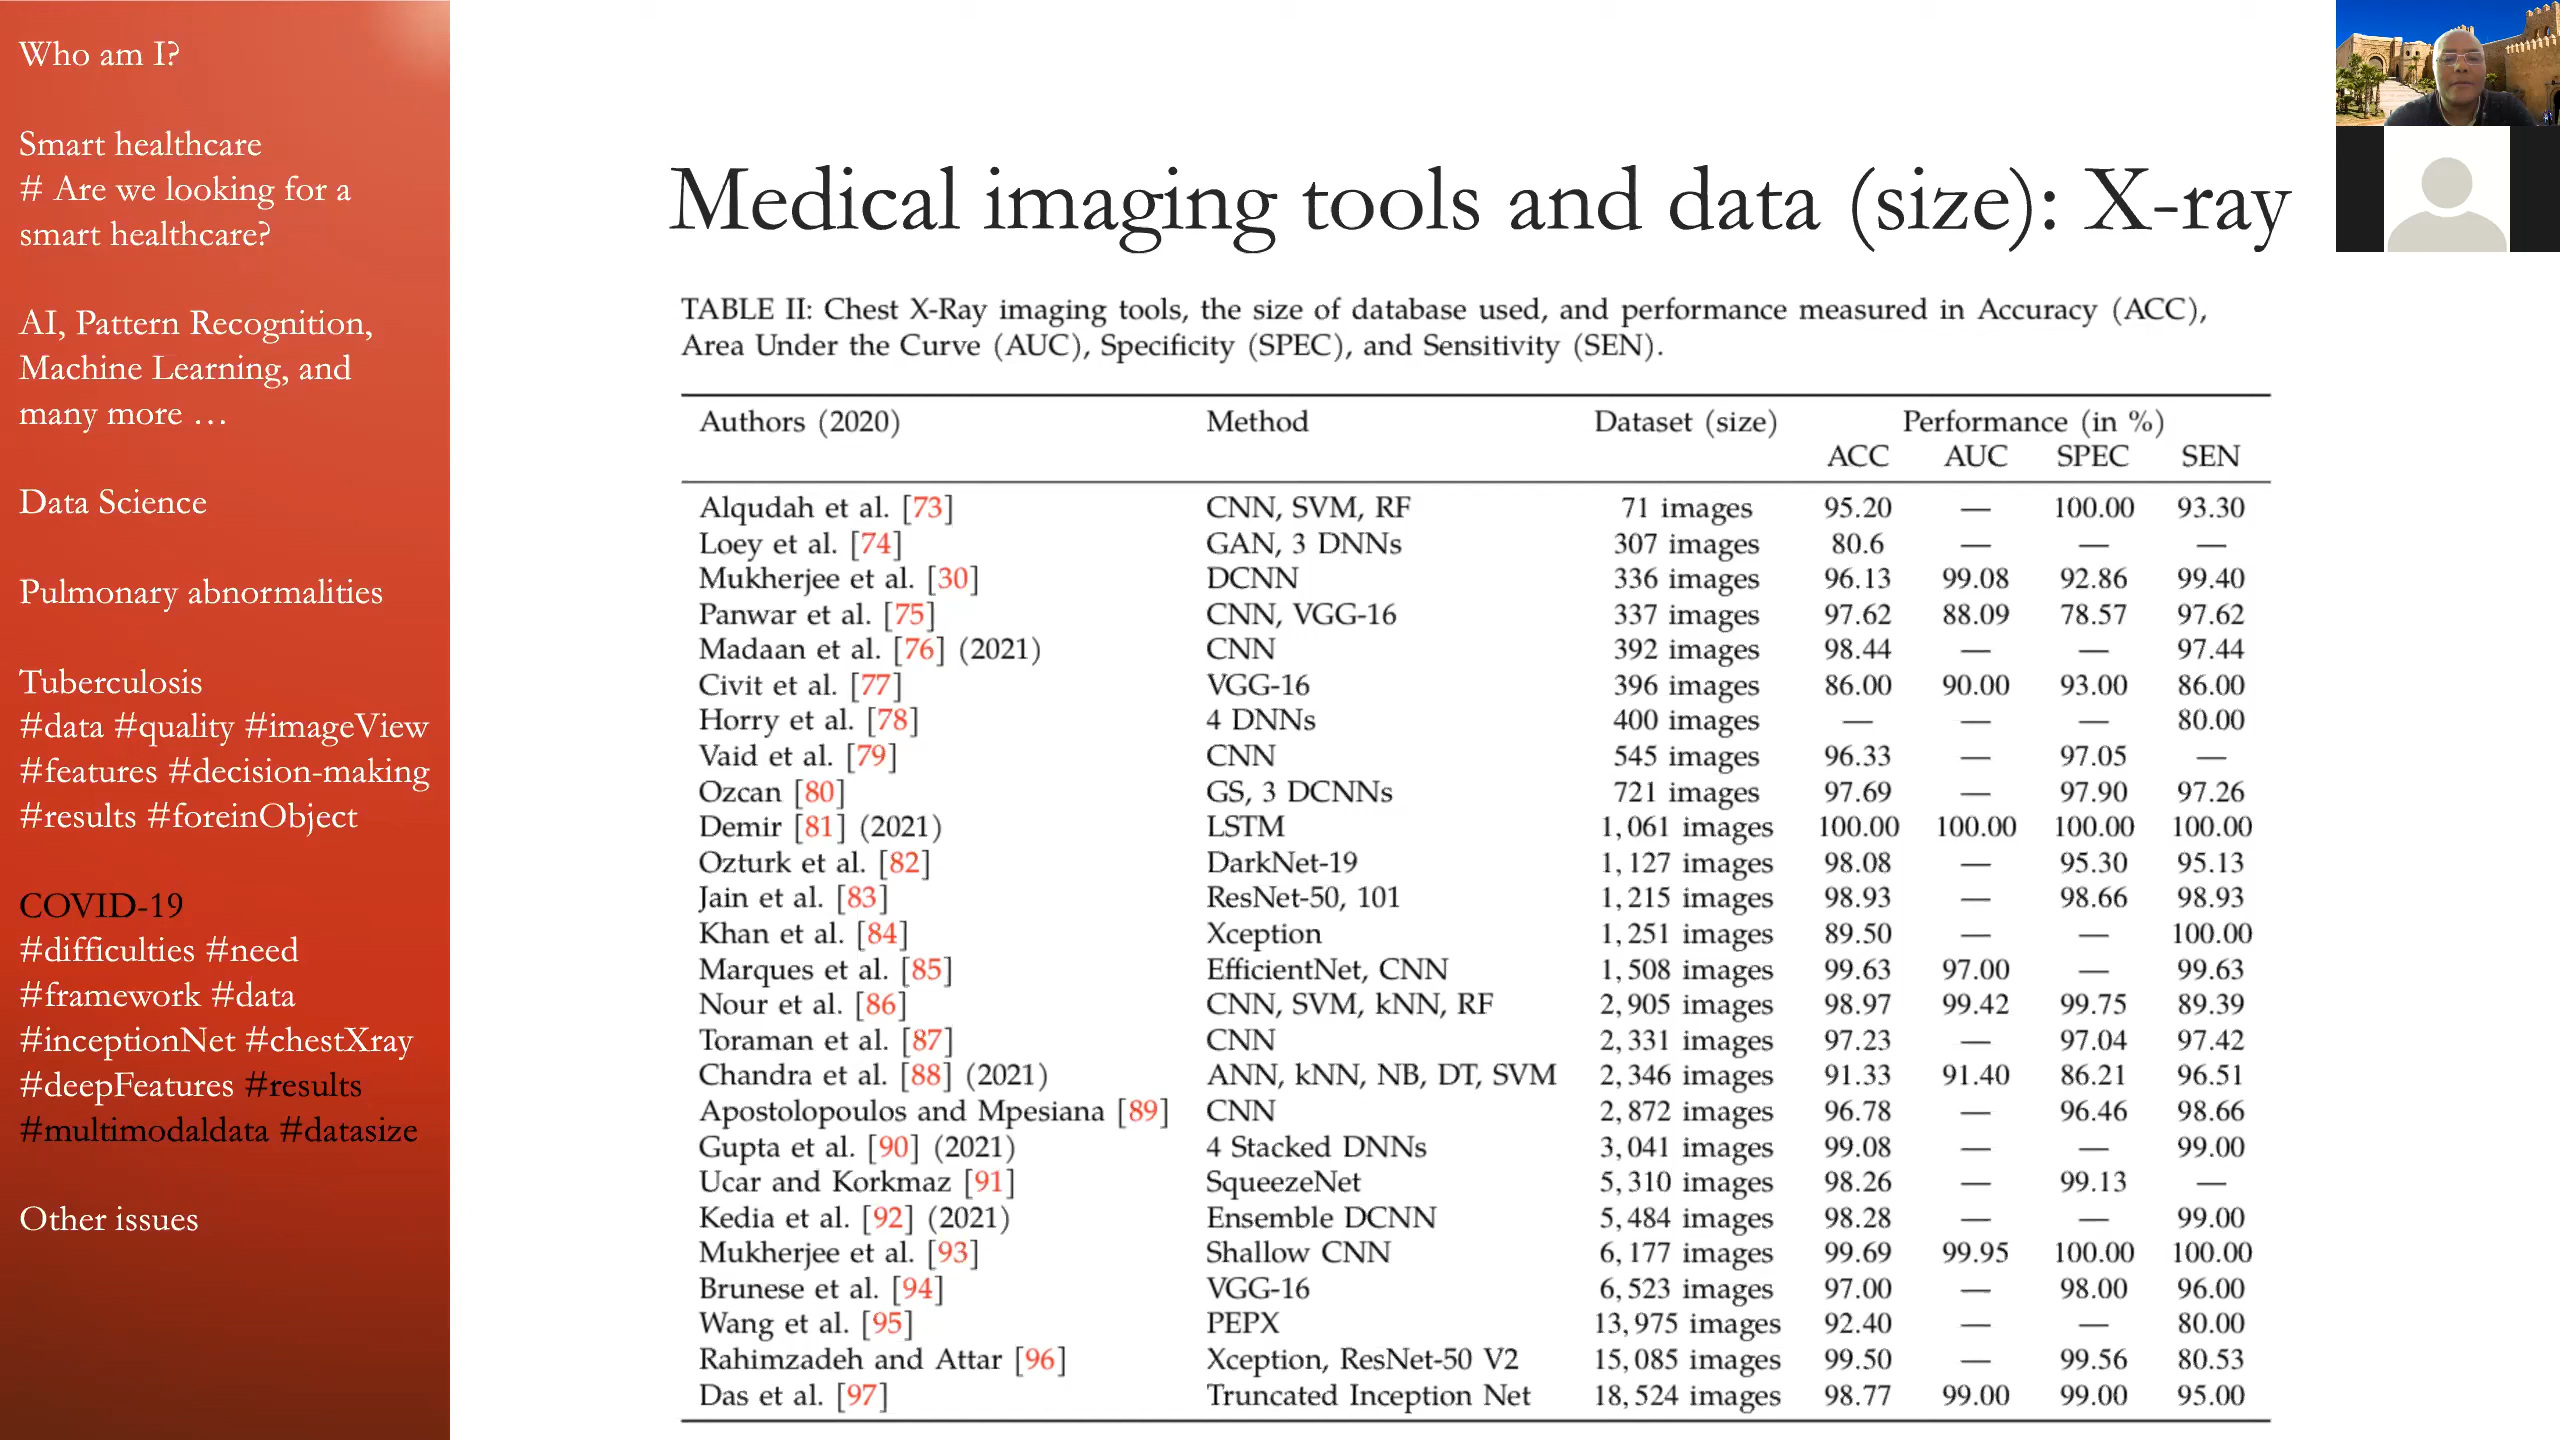 Who am I?
Smart healthcare
# Are we looking for a
smart healthcare?
AI, Pattern Recognition,
Machine Learning, and
many more …
Data Science
Pulmonary abnormalities
Tuberculosis
#data #quality #imageView
#features #decision-making
#results #foreinObject
COVID-19
#difficulties #need
#framework #data
#inceptionNet #chestXray
#deepFeatures #results
#multimodaldata #datasize
Other issues
Medical imaging tools and data (size): X-ray
TABLE II: Chest X-Ray imaging tools, the size of database used, and performance measured in Accuracy (ACC),
Area Under the Curve (AUC), Specificity (SPEC), and Sensitivity (SEN).
Authors (2020) Method Dataset (size) Performance (in %)
ACC AUC SPEC SEN
Alqudah et al. [73] CNN, SVM, RF 71 images 95.20 — 100.00 93.30
Loey et al. [74] GAN, 3 DNNs 307 images 80.6 — — —
Mukherjee et al. [30] DCNN 336 images 96.13 99.08 92.86 99.40
Panwar et al. [75] CNN, VGG-16 337 images 97.62 88.09 78.57 97.62
Madaan et al. [76] (2021) CNN 392 images 98.44 — — 97.44
Civit et al. [77] VGG-16 396 images 86.00 90.00 93.00 86.00
Horry et al. [78] 4 DNNs 400 images — — — 80.00
Vaid et al. [79] CNN 545 images 96.33 — 97.05 —
Ozcan [80] GS, 3 DCNNs 721 images 97.69 — 97.90 97.26
Demir [81] (2021) LSTM 1,061 images 100.00 100.00 100.00 100.00
Ozturk et al. [82] DarkNet-19 1,127 images 98.08 — 95.30 95.13
Jain et al. [83] ResNet-50, 101 1,215 images 98.93 — 98.66 98.93
Khan et al. [84] Xception 1,251 images 89.50 — — 100.00
Marques et al. [85] EfficientNet, CNN 1,508 images 99.63 97.00 — 99.63
Nour et al. [86] CNN, SVM, kNN, RF 2,905 images 98.97 99.42 99.75 89.39
Toraman et al. [87] CNN 2,331 images 97.23 — 97.04 97.42
Chandra et al. [88] (2021) ANN, kNN, NB, DT, SVM 2,346 images 91.33 91.40 86.21 96.51
Apostolopoulos and Mpesiana [89] CNN 2,872 images 96.78 — 96.46 98.66
Gupta et al. [90] (2021) 4 Stacked DNNs 3,041 images 99.08 — — 99.00
Ucar and Korkmaz [91] SqueezeNet 5,310 images 98.26 — 99.13 —
Kedia et al. [92] (2021) Ensemble DCNN 5,484 images 98.28 — — 99.00
Mukherjee et al. [93] Shallow CNN 6,177 images 99.69 99.95 100.00 100.00
Brunese et al. [94] VGG-16 6,523 images 97.00 — 98.00 96.00
Wang et al. [95] PEPX 13,975 images 92.40 — — 80.00
Rahimzadeh and Attar [96] Xception, ResNet-50 V2 15,085 images 99.50 — 99.56 80.53
Das et al. [97] Truncated Inception Net 18,524 images 98.77 99.00 99.00 95.00